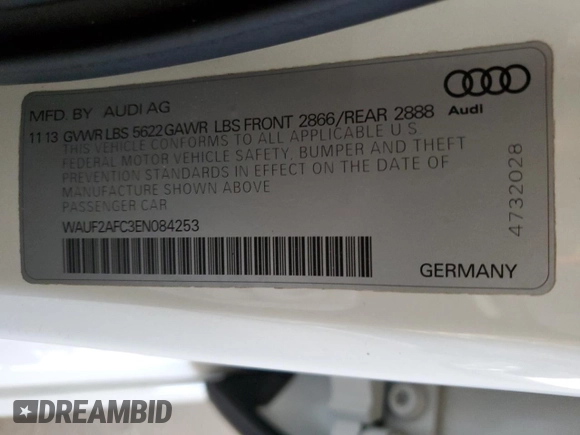 MFD. BY AUDI AG
Audi
11 13 GVWR LBS 5622 GAWR LBS FRONT 2866/REAR 2888
THIS VEHICLE CONFORMS TO ALL APPLICABLE U.S.
FEDERAL MOTOR VEHICLE SAFETY, BUMPER AND THEFT
PREVENTION STANDARDS IN EFFECT ON THE DATE OF
MANUFACTURE SHOWN ABOVE
PASSENGER CAR
WAUF2AFC3EN084253
GERMANY
4732028
DREAMBID